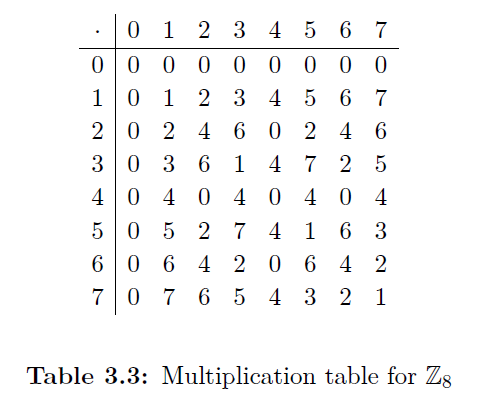 · 0 1 2 3 4 5 6 7
0 0 0 0 0 0 0 0 0
1 0 1 2 3 4 5 6 7
2 0 2 4 6 0 2 4 6
3 0 3 6 1 4 7 2 5
4 0 4 0 4 0 4 0 4
5 0 5 2 7 4 1 6 3
6 0 6 4 2 0 6 4 2
7 0 7 6 5 4 3 2 1
Table 3.3: Multiplication table for ℤ₈